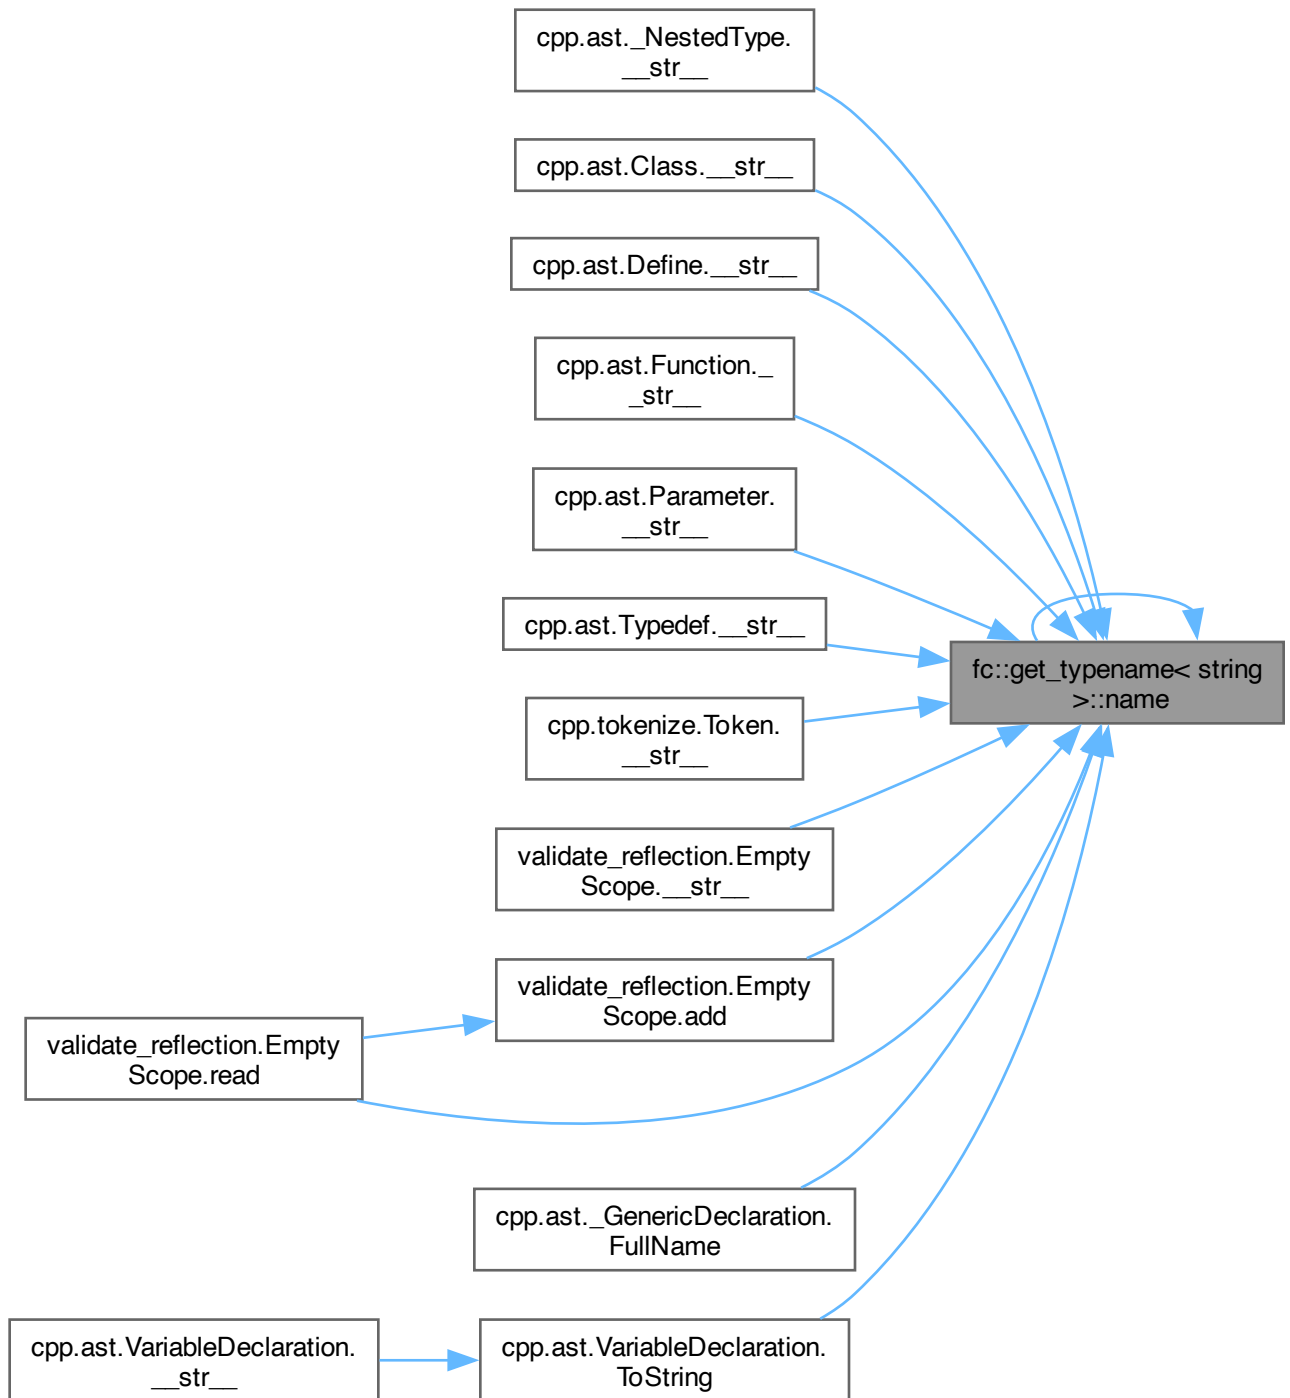 cpp.ast._NestedType.
__str__
cpp.ast.Class.__str__
cpp.ast.Define.__str__
cpp.ast.Function._
_str__
cpp.ast.Parameter.
__str__
cpp.ast.Typedef.__str__
fc::get_typename< string
>::name
cpp.tokenize.Token.
__str__
validate_reflection.Empty
Scope.__str__
validate_reflection.Empty
Scope.add
validate_reflection.Empty
Scope.read
cpp.ast._GenericDeclaration.
FullName
cpp.ast.VariableDeclaration.
__str__
cpp.ast.VariableDeclaration.
ToString